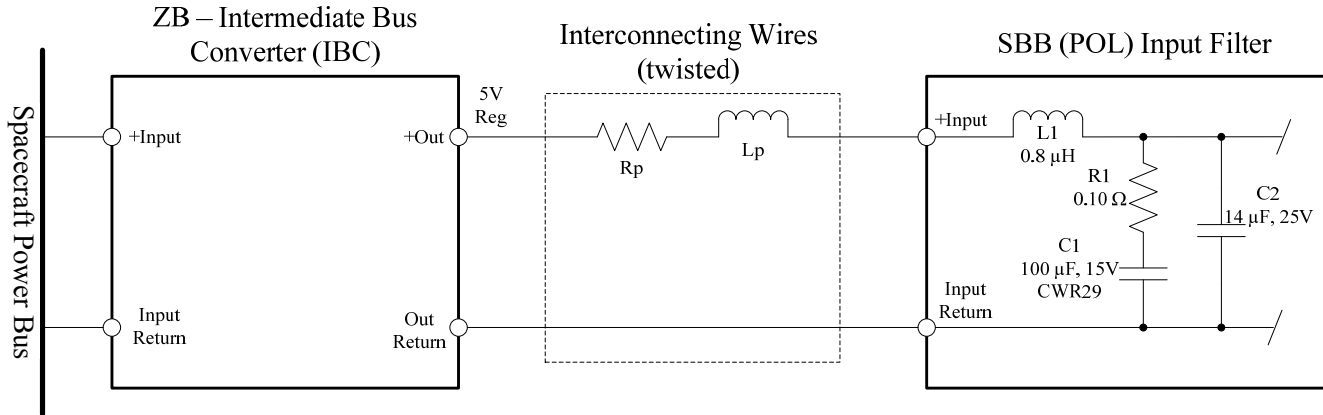 ZB – Intermediate Bus
Converter (IBC)
Interconnecting Wires
(twisted)
SBB (POL) Input Filter
Spacecraft Power Bus
+Input
Input
Return
+Out
Out
Return
5V
Reg
Rp
Lp
+Input
Input
Return
L1
0.8 µH
R1
0.10 Ω
C1
100 µF, 15V
CWR29
C2
14 µF, 25V